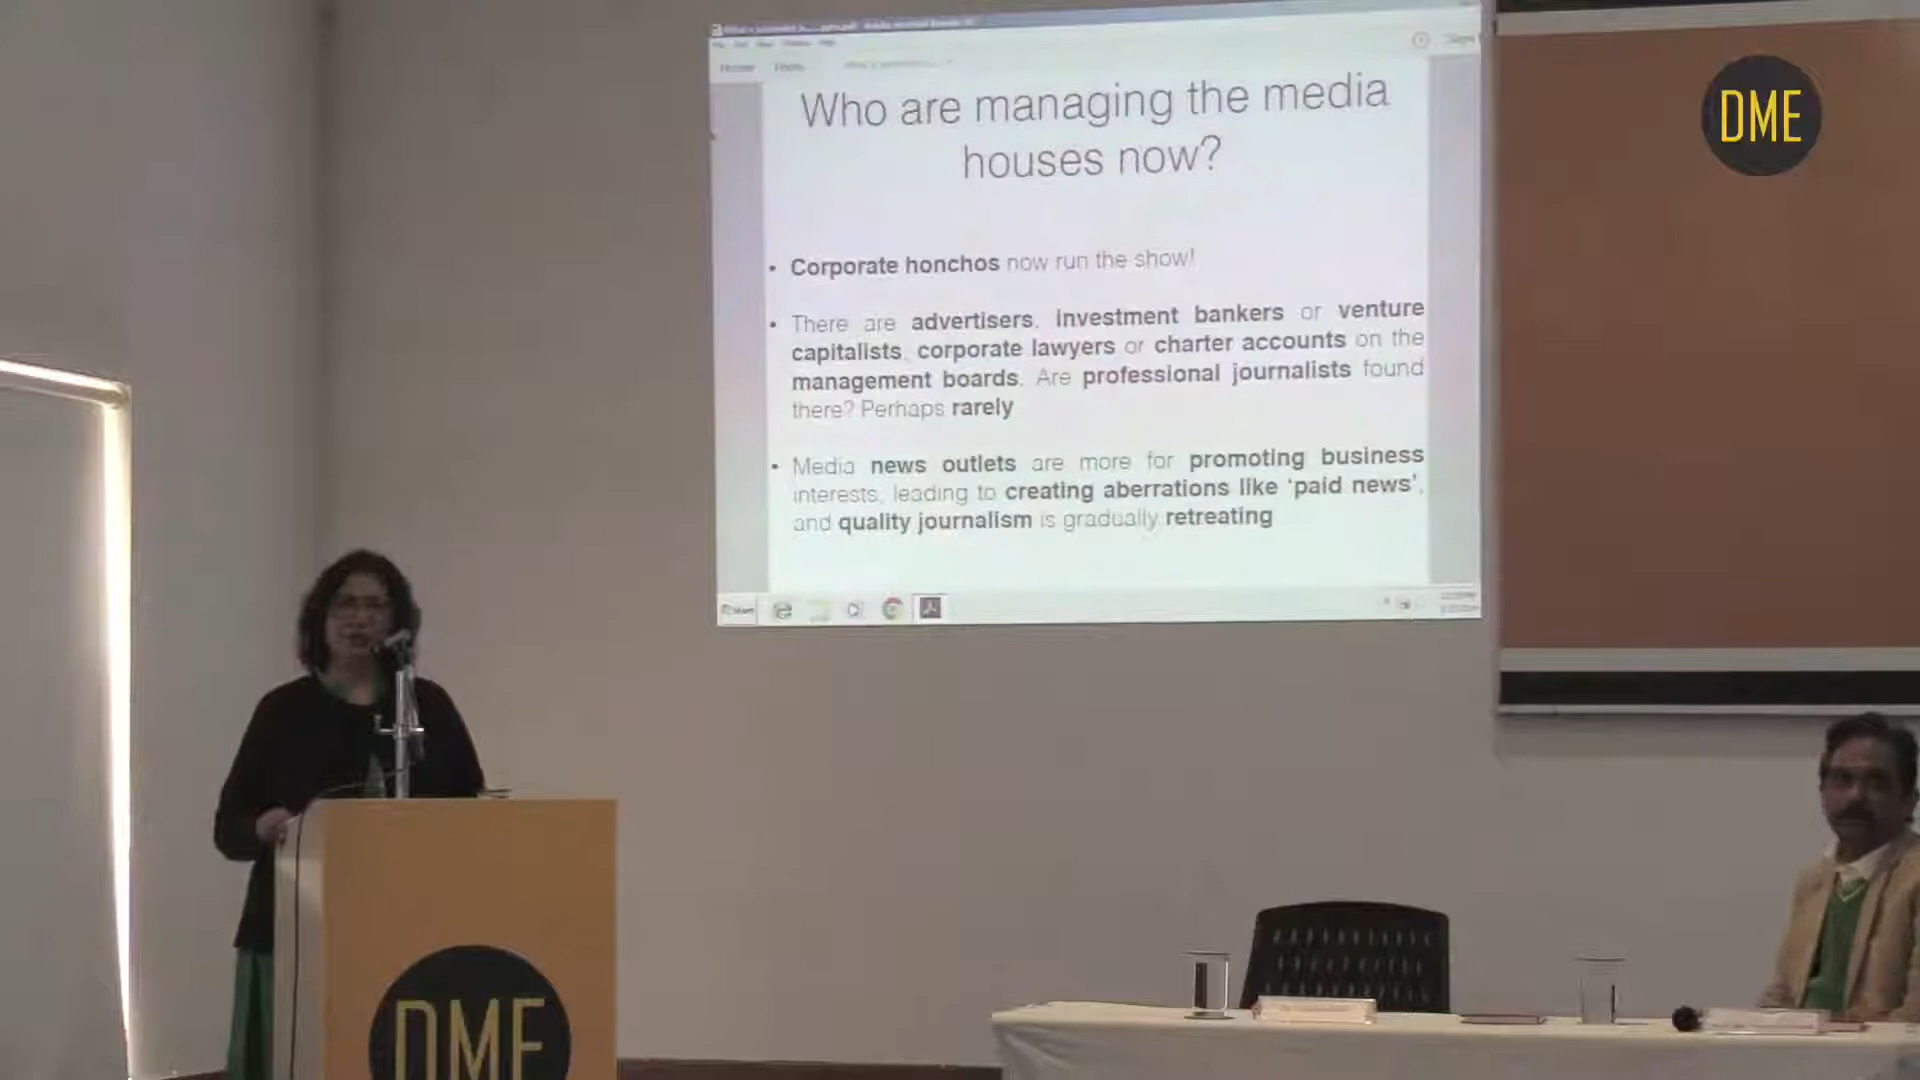 Who are managing the media
houses now?
• Corporate honchos now run the show!
• There are advertisers, investment bankers or venture
capitalists, corporate lawyers or charter accounts on the
management boards. Are professional journalists found
there? Perhaps rarely
• Media news outlets are more for promoting business
interests, leading to creating aberrations like ‘paid news’,
and quality journalism is gradually retreating
Start
DME
DME